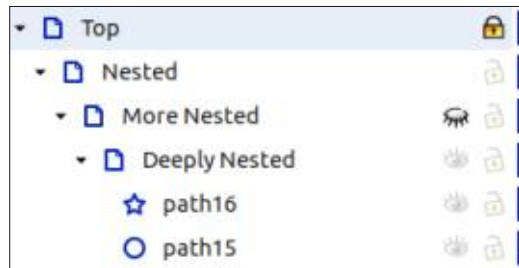 Top
Nested
More Nested
Deeply Nested
path16
path15